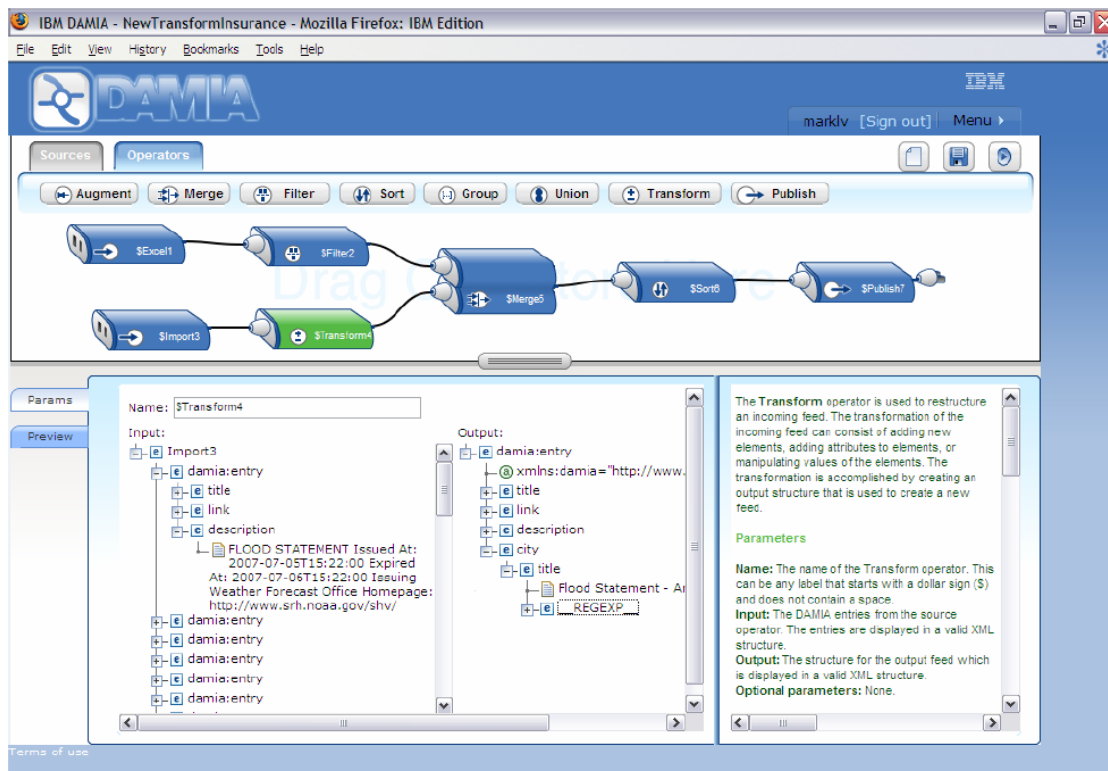 IBM DAMIA - NewTransformInsurance - Mozilla Firefox: IBM Edition
File Edit View History Bookmarks Tools Help
DAMIA
IBM
marklv [Sign out] Menu
Sources Operators
Augment Merge Filter Sort Group Union Transform Publish
Drag
$Excel1
$Filter2
$Merge5
$Sort6
$Publish7
$Import3
$Transform4
Params
Preview
Name: $Transform4
Input:
Import3
damia:entry
title
link
description
FLOOD STATEMENT Issued At:
2007-07-05T15:22:00 Expired
At: 2007-07-06T15:22:00 Issuing
Weather Forecast Office Homepage:
http://www.srh.noaa.gov/shv/
damia:entry
damia:entry
damia:entry
damia:entry
damia:entry
Output:
damia:entry
xmlns:damia="http://www.
title
link
description
city
title
Flood Statement - Ar
__REGEXP__
The Transform operator is used to restructure
an incoming feed. The transformation of the
incoming feed can consist of adding new
elements, adding attributes to elements, or
manipulating values of the elements. The
transformation is accomplished by creating an
output structure that is used to create a new
feed.
Parameters
Name: The name of the Transform operator. This
can be any label that starts with a dollar sign ($)
and does not contain a space.
Input: The DAMIA entries from the source
operator. The entries are displayed in a valid XML
structure.
Output: The structure for the output feed which
is displayed in a valid XML structure.
Optional parameters: None.
Terms of use